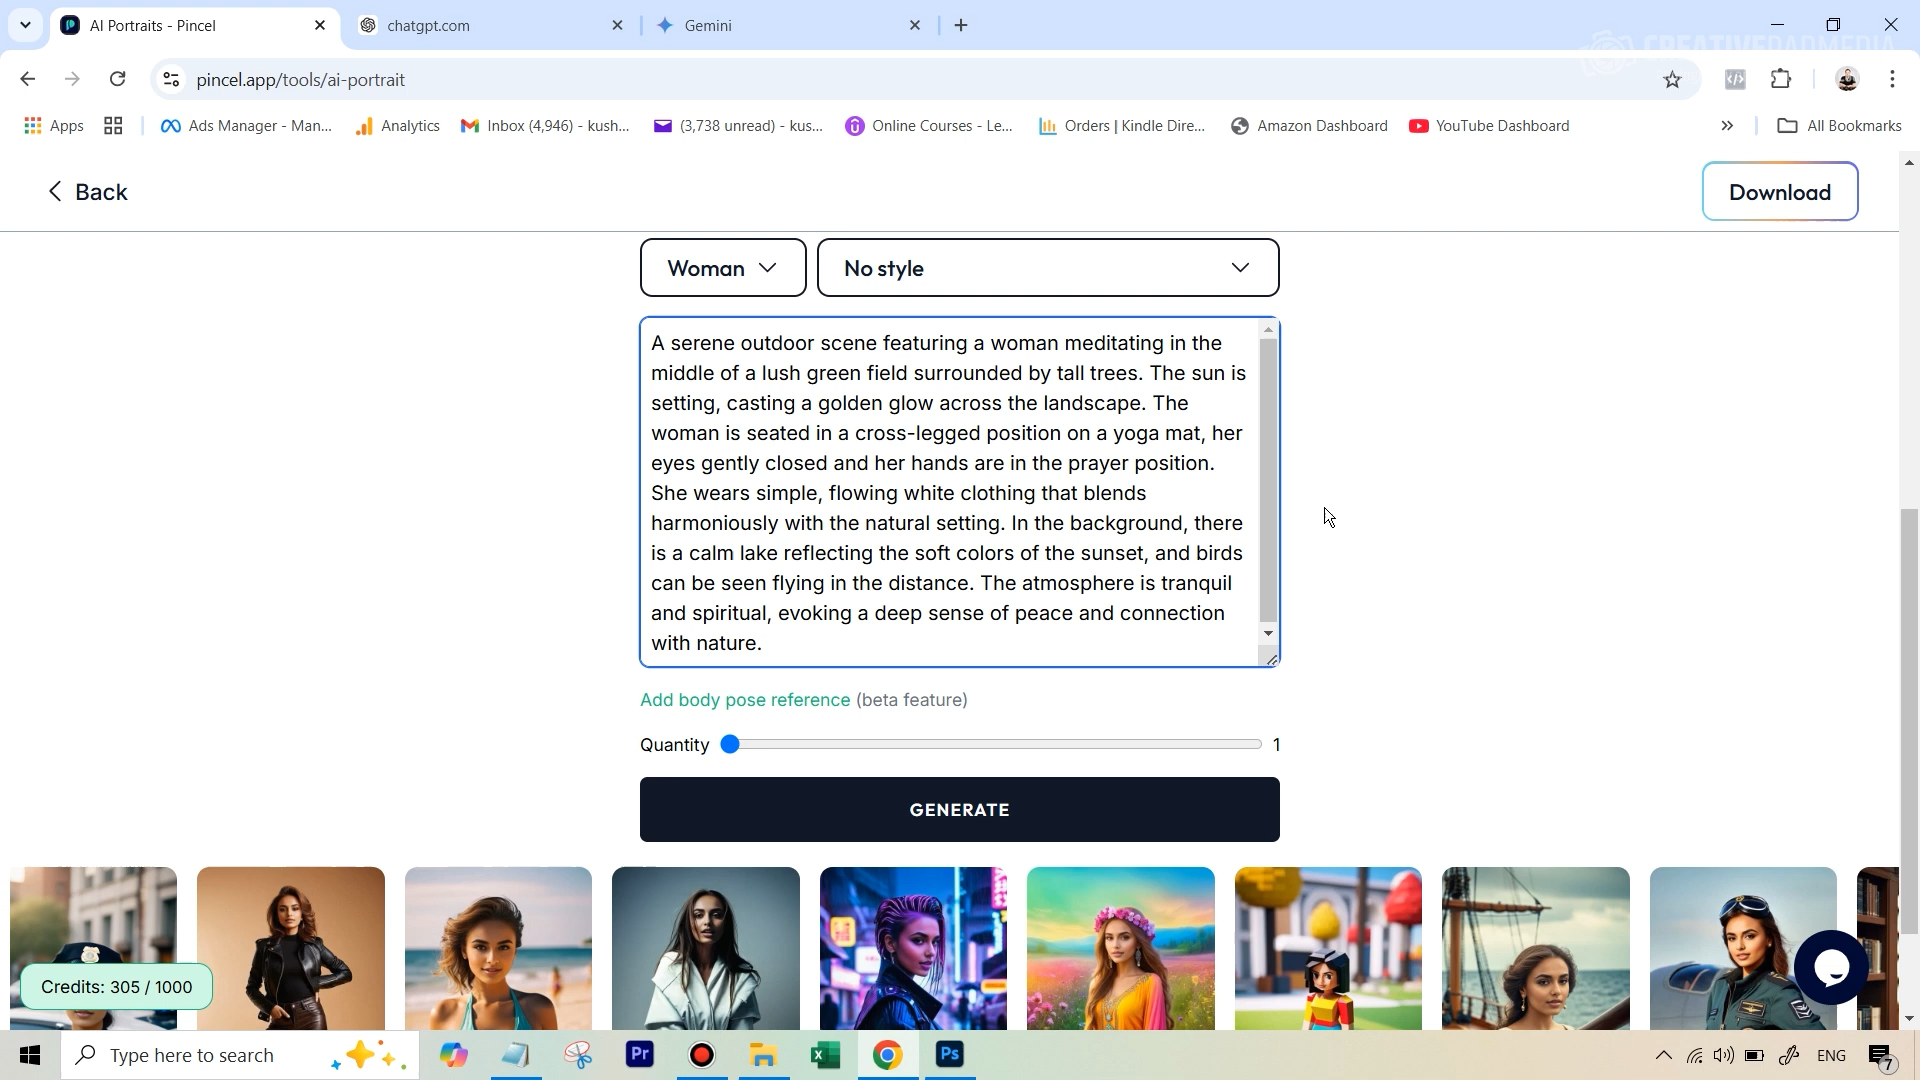 AI Portraits - Pincel
chatgpt.com
Gemini
CREATIVEPADMEDIA
pincel.app/tools/ai-portrait
Apps
Ads Manager - Man...
Analytics
Inbox (4,946) - kush...
(3,738 unread) - kus...
Online Courses - Le...
Orders | Kindle Dire...
Amazon Dashboard
YouTube Dashboard
All Bookmarks
Back
Download
Woman
No style
A serene outdoor scene featuring a woman meditating in the
middle of a lush green field surrounded by tall trees. The sun is
setting, casting a golden glow across the landscape. The
woman is seated in a cross-legged position on a yoga mat, her
eyes gently closed and her hands are in the prayer position.
She wears simple, flowing white clothing that blends
harmoniously with the natural setting. In the background, there
is a calm lake reflecting the soft colors of the sunset, and birds
can be seen flying in the distance. The atmosphere is tranquil
and spiritual, evoking a deep sense of peace and connection
with nature.
Add body pose reference (beta feature)
Quantity 1
GENERATE
Credits: 305 / 1000
Type here to search
Pr
Ps
ENG
7